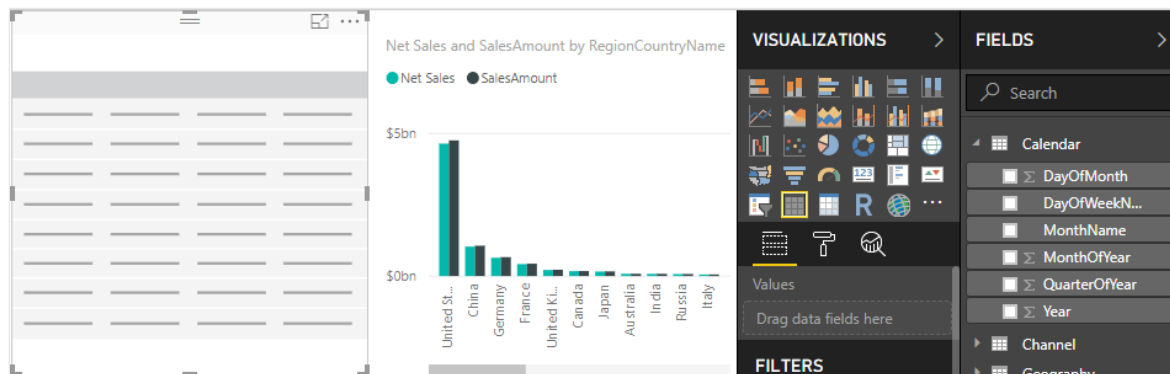 Net Sales and SalesAmount by RegionCountryName
Net Sales SalesAmount
$5bn
$0bn
United St...
China
Germany
France
United Ki...
Canada
Japan
Australia
India
Russia
Italy
VISUALIZATIONS
123
R
Values
Drag data fields here
FILTERS
FIELDS
Search
Calendar
Σ DayOfMonth
DayOfWeekN...
MonthName
Σ MonthOfYear
Σ QuarterOfYear
Σ Year
Channel
Geography